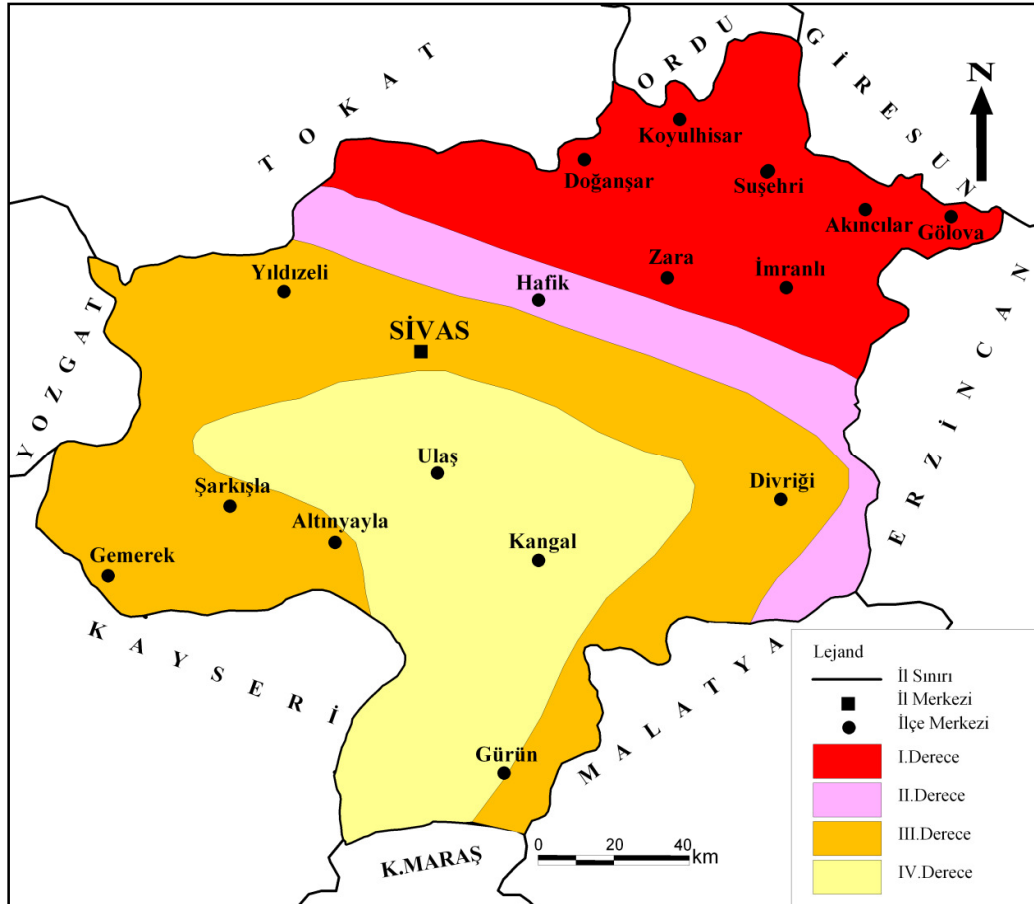 TOKAT
ORDU
GİRESUN
N
Koyulhisar
Doğanşar
Suşehri
Akıncılar
Gölova
Zara
İmranlı
Hafik
Yıldızeli
SİVAS
YOZGAT
ERZİNCAN
Ulaş
Divriği
Şarkışla
Altınyayla
Kangal
Gemerek
KAYSERİ
MALATYA
Gürün
K.MARAŞ
0 20 40
km
Lejand
İl Sınırı
İl Merkezi
İlçe Merkezi
I.Derece
II.Derece
III.Derece
IV.Derece